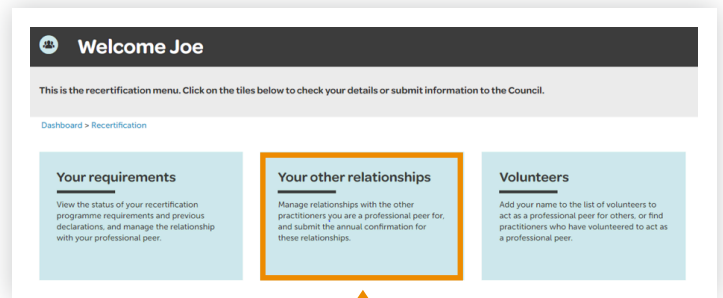 Welcome Joe
This is the recertification menu. Click on the tiles below to check your details or submit information to the Council.
Dashboard > Recertification
Your requirements
View the status of your recertification
programme requirements and previous
declarations, and manage the relationship
with your professional peer.
Your other relationships
Manage relationships with the other
practitioners you are a professional peer for,
and submit the annual confirmation for
these relationships.
Volunteers
Add your name to the list of volunteers to
act as a professional peer for others, or find
practitioners who have volunteered to act as
a professional peer.